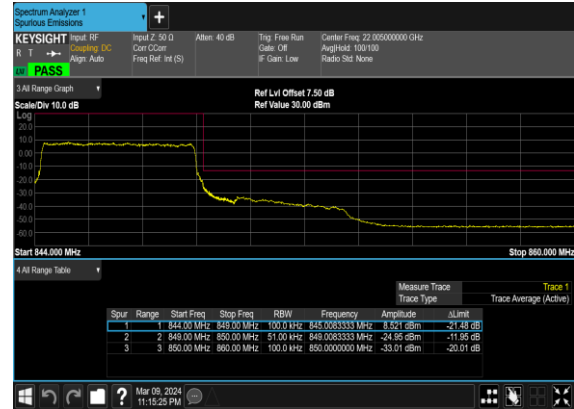 Spectrum Analyzer 1
Spurious Emissions
+
KEYSIGHT
R T
LXI PASS
Input: RF
Coupling: DC
Align: Auto
Input Z: 50 Ω
Corr CCorr
Freq Ref: Int (S)
Atten: 40 dB
Trig: Free Run
Gate: Off
IF Gain: Low
Center Freq: 22.005000000 GHz
Avg|Hold: 100/100
Radio Std: None
3 All Range Graph
Scale/Div 10.0 dB
Ref Lvl Offset 7.50 dB
Ref Value 30.00 dBm
Log
20.0
10.0
0.00
-10.0
-20.0
-30.0
-40.0
-50.0
-60.0
Start 844.000 MHz
Stop 860.000 MHz
4 All Range Table
Measure Trace Trace 1
Trace Type Trace Average (Active)
Spur Range Start Freq Stop Freq RBW Frequency Amplitude ΔLimit
1 1 844.00 MHz 849.00 MHz 100.0 kHz 845.0083333 MHz 8.521 dBm -21.48 dB
2 2 849.00 MHz 850.00 MHz 51.00 kHz 849.0083333 MHz -24.95 dBm -11.95 dB
3 3 850.00 MHz 860.00 MHz 100.0 kHz 850.0000000 MHz -33.01 dBm -20.01 dB
?
Mar 09, 2024
11:15:25 PM